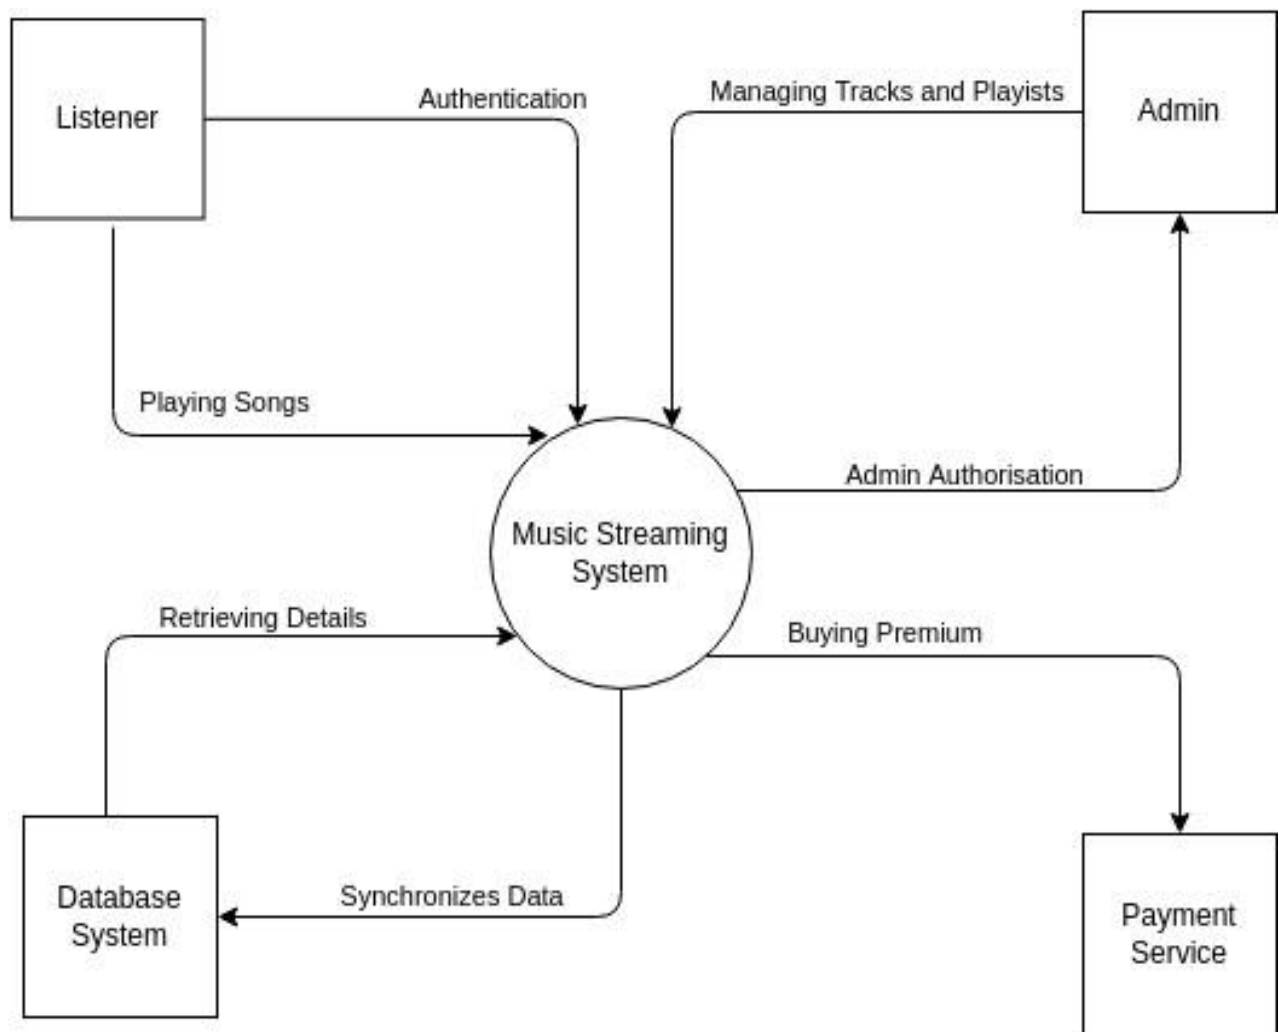 Listener
Authentication
Managing Tracks and Playists
Admin
Playing Songs
Admin Authorisation
Music Streaming
System
Retrieving Details
Buying Premium
Synchronizes Data
Database
System
Payment
Service